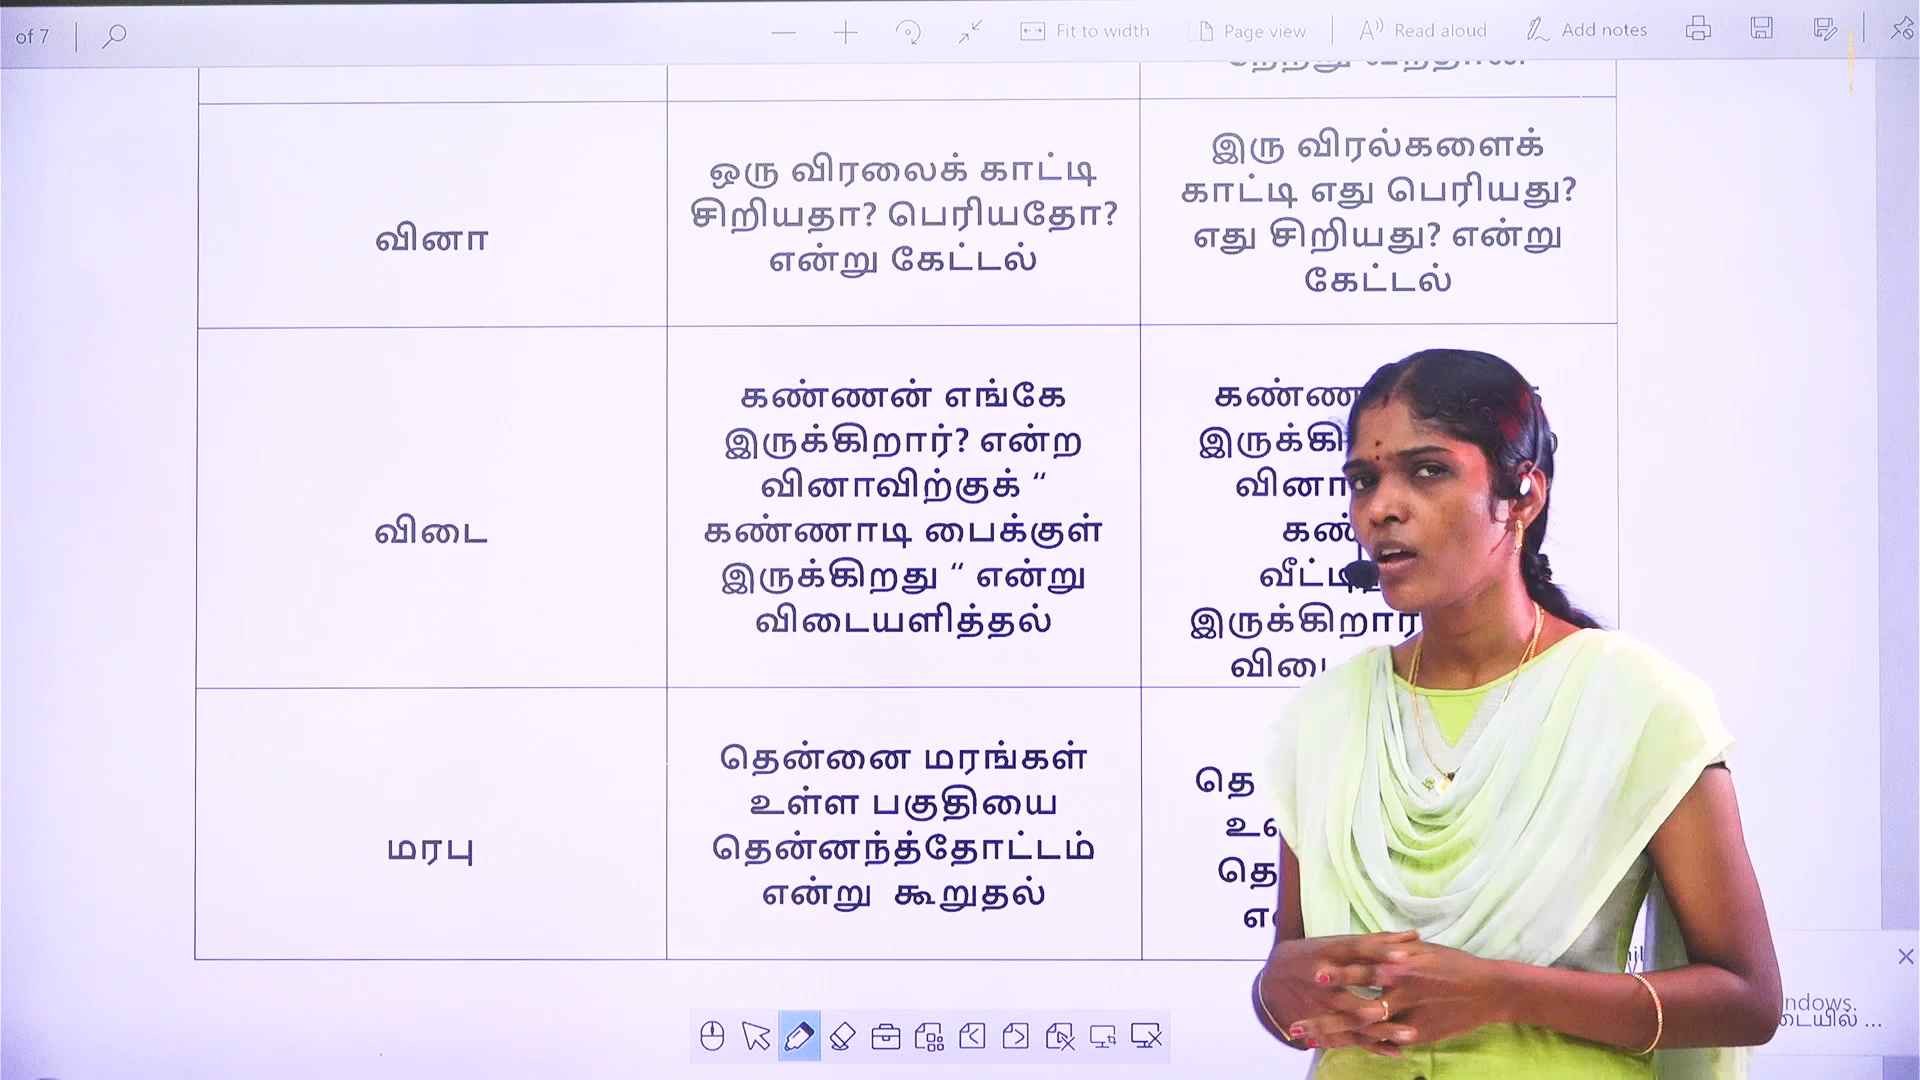 of 7
Fit to width
Page view
Read aloud
Add notes
வினா
ஒரு விரலைக் காட்டி
சிறியதா? பெரியதோ?
என்று கேட்டல்
இரு விரல்களைக்
காட்டி எது பெரியது?
எது சிறியது? என்று
கேட்டல்
விடை
கண்ணன் எங்கே
இருக்கிறார்? என்ற
வினாவிற்குக் “
கண்ணாடி பைக்குள்
இருக்கிறது “ என்று
விடையளித்தல்
மரபு
தென்னை மரங்கள்
உள்ள பகுதியை
தென்னந்த்தோட்டம்
என்று கூறுதல்